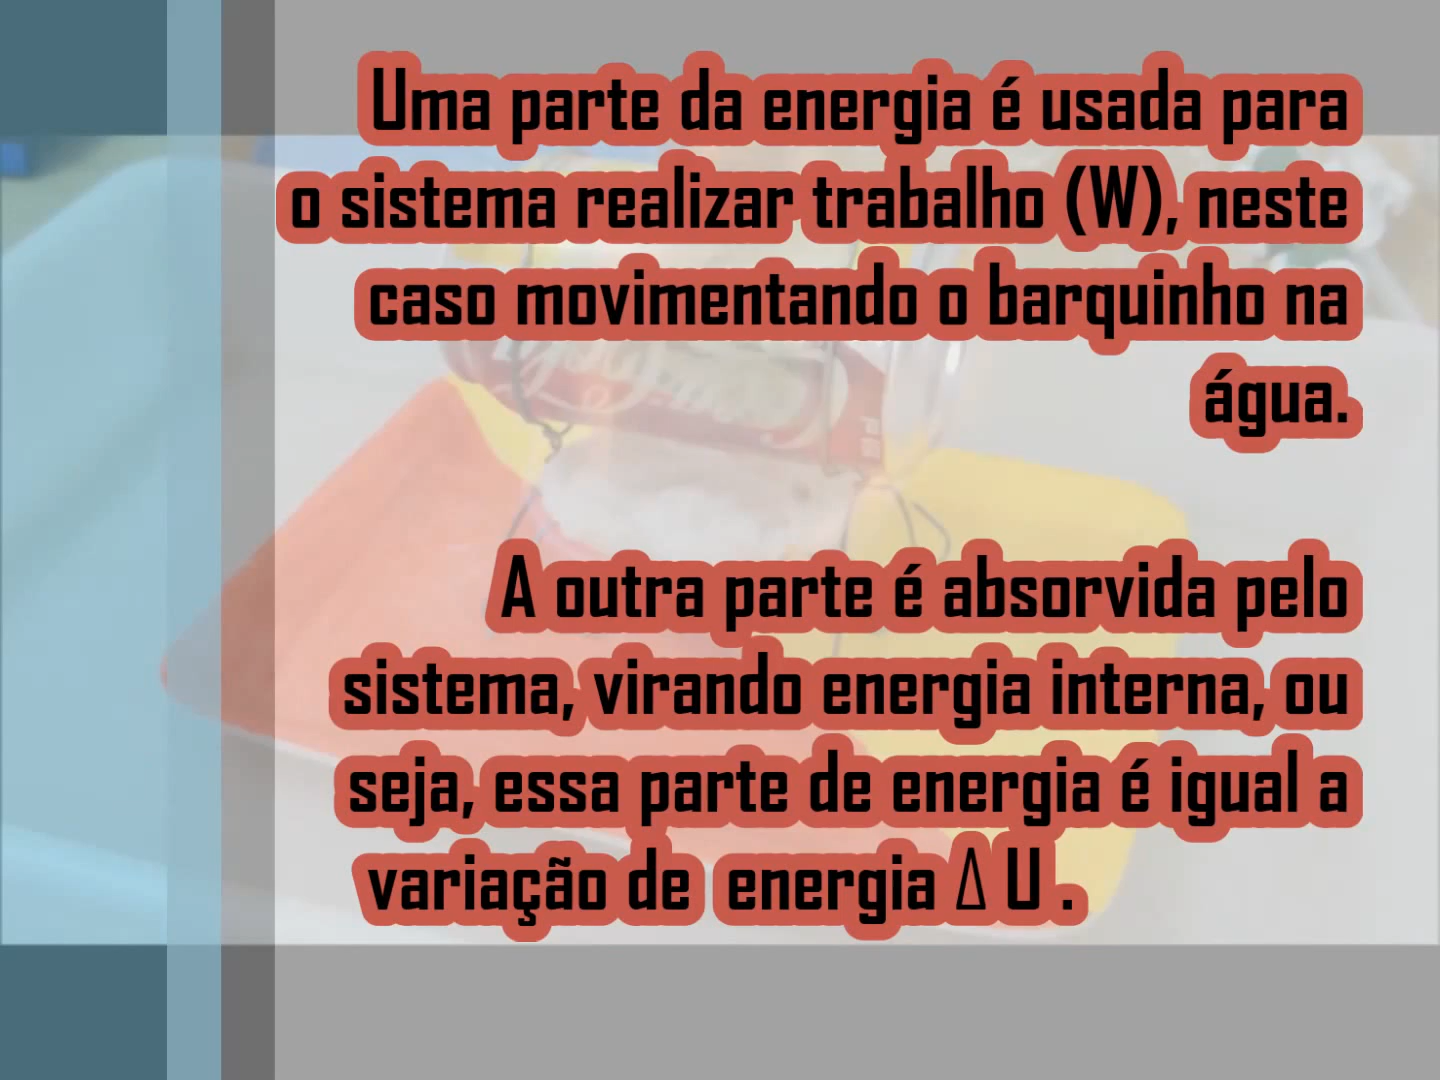 Uma parte da energia é usada para
o sistema realizar trabalho (W), neste
caso movimentando o barquinho na
água.
A outra parte é absorvida pelo
sistema, virando energia interna, ou
seja, essa parte de energia é igual a
variação de energia Δ U .